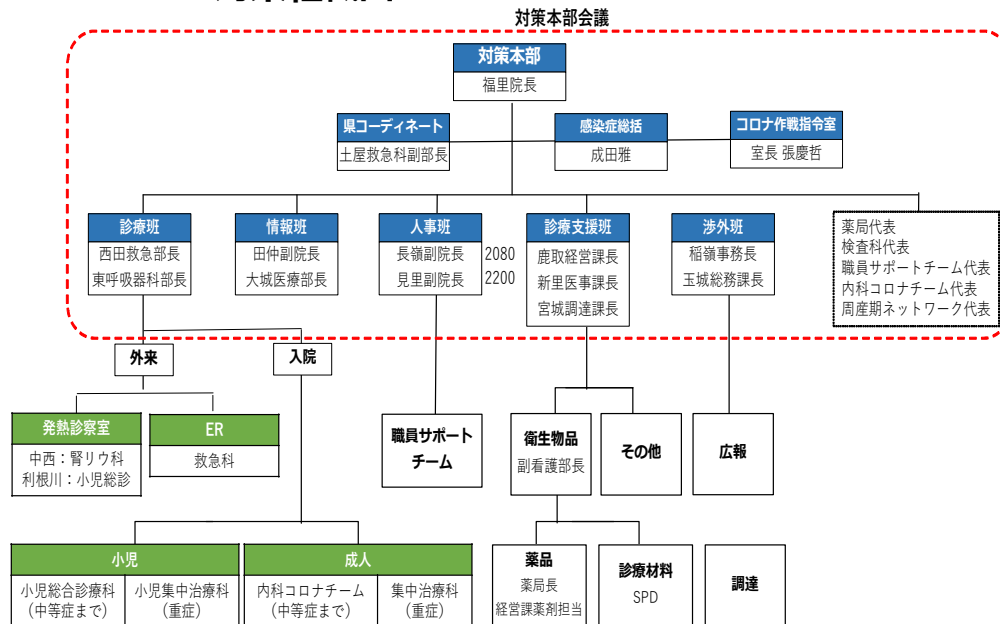 対策本部会議
対策本部
福里院長
県コーディネート
土屋救急科副部長
感染症総括
成田雅
コロナ作戦指令室
室長 張慶哲
診療班
西田救急部長
東呼吸器科部長
情報班
田仲副院長
大城医療部長
人事班
長嶺副院長
見里副院長
2080
2200
診療支援班
鹿取経営課長
新里医事課長
宮城調達課長
渉外班
稲嶺事務長
玉城総務課長
薬局代表
検査科代表
職員サポートチーム代表
内科コロナチーム代表
周産期ネットワーク代表
外来
入院
発熱診察室
中西:腎リウ科
利根川:小児総診
ER
救急科
職員サポート
チーム
衛生物品
副看護部長
その他
広報
小児
小児総合診療科
(中等症まで)
小児集中治療科
(重症)
成人
内科コロナチーム
(中等症まで)
集中治療科
(重症)
薬品
薬局長
経営課薬剤担当
診療材料
SPD
調達